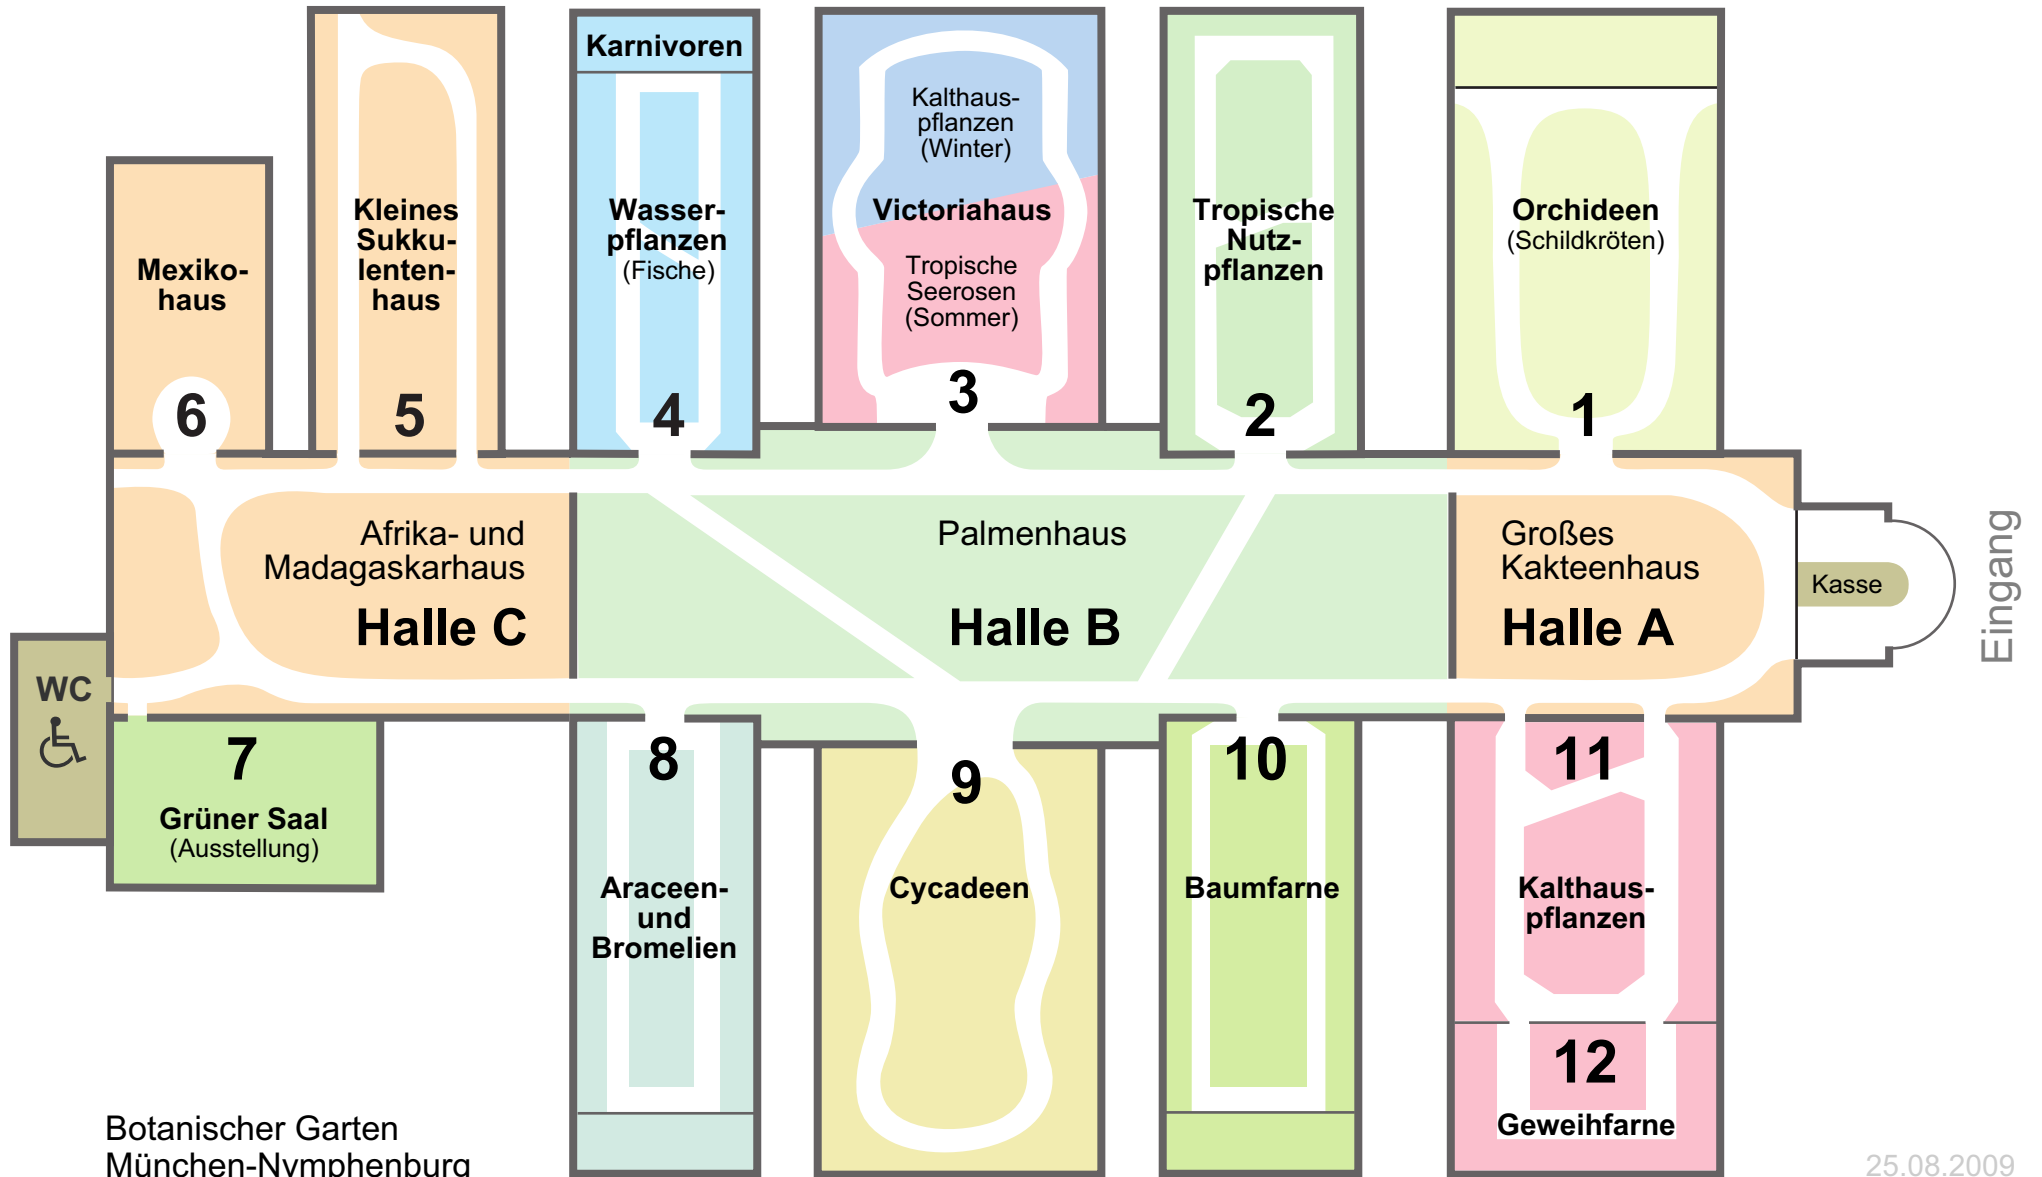 Karnivoren
Kalthaus-
pflanzen
(Winter)
Kleines
Sukku-
lenten-
haus
Wasser-
pflanzen
(Fische)
Victoriahaus
Tropische
Nutz-
pflanzen
Orchideen
(Schildkröten)
Mexiko-
haus
Tropische
Seerosen
(Sommer)
6
5
4
3
2
1
Afrika- und
Madagaskarhaus
Halle C
Palmenhaus
Halle B
Großes
Kakteenhaus
Halle A
Kasse
Eingang
WC
7
Grüner Saal
(Ausstellung)
8
Araceen-
und
Bromelien
9
Cycadeen
10
Baumfarne
11
Kalthaus-
pflanzen
12
Geweihfarne
Botanischer Garten
München-Nymphenburg
25.08.2009